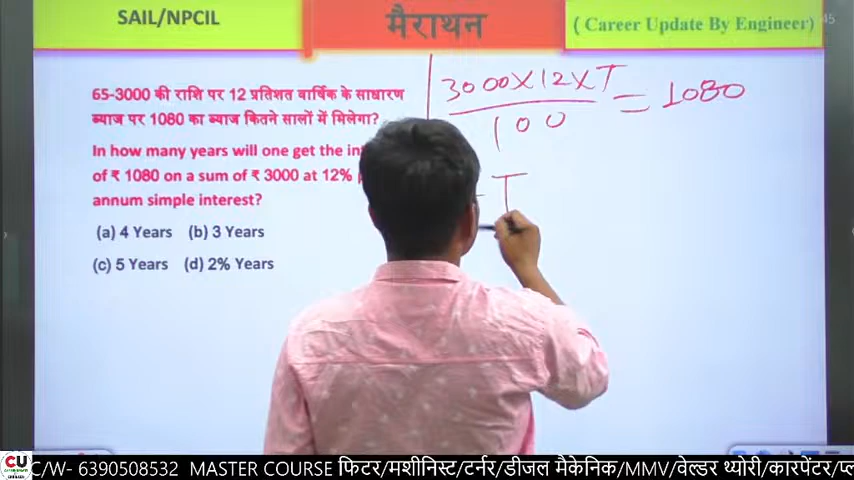 SAIL/NPCIL
मैराथन
( Career Update By Engineer)
45
65-3000 की राशि पर 12 प्रतिशत वार्षिक के साधारण
ब्याज पर 1080 का ब्याज कितने सालों में मिलेगा?
In how many years will one get the
of ₹ 1080 on a sum of ₹ 3000 at 12%
annum simple interest?
(a) 4 Years (b) 3 Years
(c) 5 Years (d) 2% Years
3000×12×T
100
= 1080
T
CU
C/W- 6390508532 MASTER COURSE फिटर/मशीनिस्ट/टर्नर/डीजल मैकेनिक/MMV/वेल्डर थ्योरी/कारपेंटर/